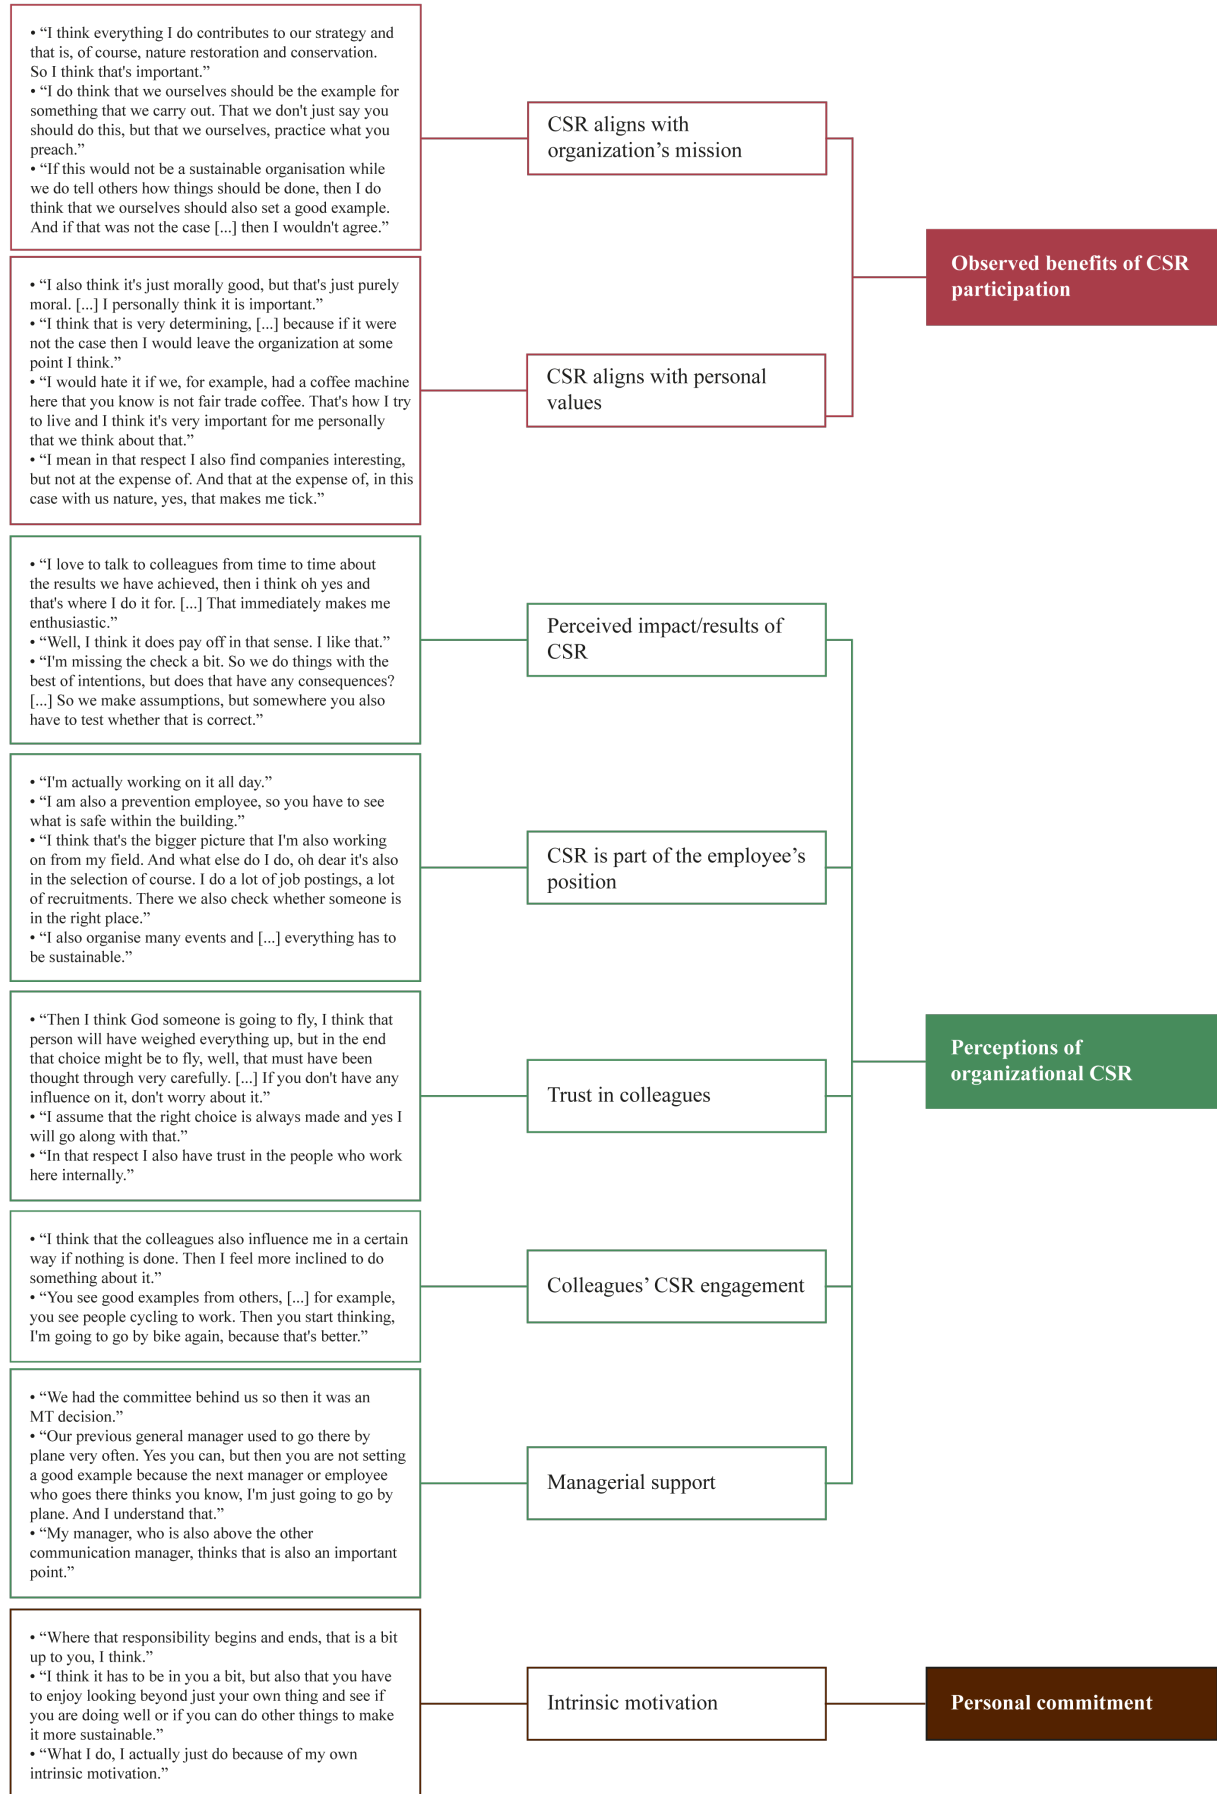 • “I think everything I do contributes to our strategy and
that is, of course, nature restoration and conservation.
So I think that's important.”
• “I do think that we ourselves should be the example for
something that we carry out. That we don't just say you
should do this, but that we ourselves, practice what you
preach.”
• “If this would not be a sustainable organisation while
we do tell others how things should be done, then I do
think that we ourselves should also set a good example.
And if that was not the case [...] then I wouldn't agree.”
CSR aligns with
organization’s mission
Observed benefits of CSR
participation
• “I also think it's just morally good, but that's just purely
moral. [...] I personally think it is important.”
• “I think that is very determining, [...] because if it were
not the case then I would leave the organization at some
point I think.”
• “I would hate it if we, for example, had a coffee machine
here that you know is not fair trade coffee. That's how I try
to live and I think it's very important for me personally
that we think about that.”
• “I mean in that respect I also find companies interesting,
but not at the expense of. And that at the expense of, in this
case with us nature, yes, that makes me tick.”
CSR aligns with personal
values
• “I love to talk to colleagues from time to time about
the results we have achieved, then i think oh yes and
that's where I do it for. [...] That immediately makes me
enthusiastic.”
• “Well, I think it does pay off in that sense. I like that.”
• “I'm missing the check a bit. So we do things with the
best of intentions, but does that have any consequences?
[...] So we make assumptions, but somewhere you also
have to test whether that is correct.”
Perceived impact/results of
CSR
• “I'm actually working on it all day.”
• “I am also a prevention employee, so you have to see
what is safe within the building.”
• “I think that's the bigger picture that I'm also working
on from my field. And what else do I do, oh dear it's also
in the selection of course. I do a lot of job postings, a lot
of recruitments. There we also check whether someone is
in the right place.”
• “I also organise many events and [...] everything has to
be sustainable.”
CSR is part of the employee’s
position
• “Then I think God someone is going to fly, I think that
person will have weighed everything up, but in the end
that choice might be to fly, well, that must have been
thought through very carefully. [...] If you don't have any
influence on it, don't worry about it.”
• “I assume that the right choice is always made and yes I
will go along with that.”
• “In that respect I also have trust in the people who work
here internally.”
Trust in colleagues
Perceptions of
organizational CSR
• “I think that the colleagues also influence me in a certain
way if nothing is done. Then I feel more inclined to do
something about it.”
• “You see good examples from others, [...] for example,
you see people cycling to work. Then you start thinking,
I'm going to go by bike again, because that's better.”
Colleagues’ CSR engagement
• “We had the committee behind us so then it was an
MT decision.”
• “Our previous general manager used to go there by
plane very often. Yes you can, but then you are not setting
a good example because the next manager or employee
who goes there thinks you know, I'm just going to go by
plane. And I understand that.”
• “My manager, who is also above the other
communication manager, thinks that is also an important
point.”
Managerial support
• “Where that responsibility begins and ends, that is a bit
up to you, I think.”
• “I think it has to be in you a bit, but also that you have
to enjoy looking beyond just your own thing and see if
you are doing well or if you can do other things to make
it more sustainable.”
• “What I do, I actually just do because of my own
intrinsic motivation.”
Intrinsic motivation
Personal commitment